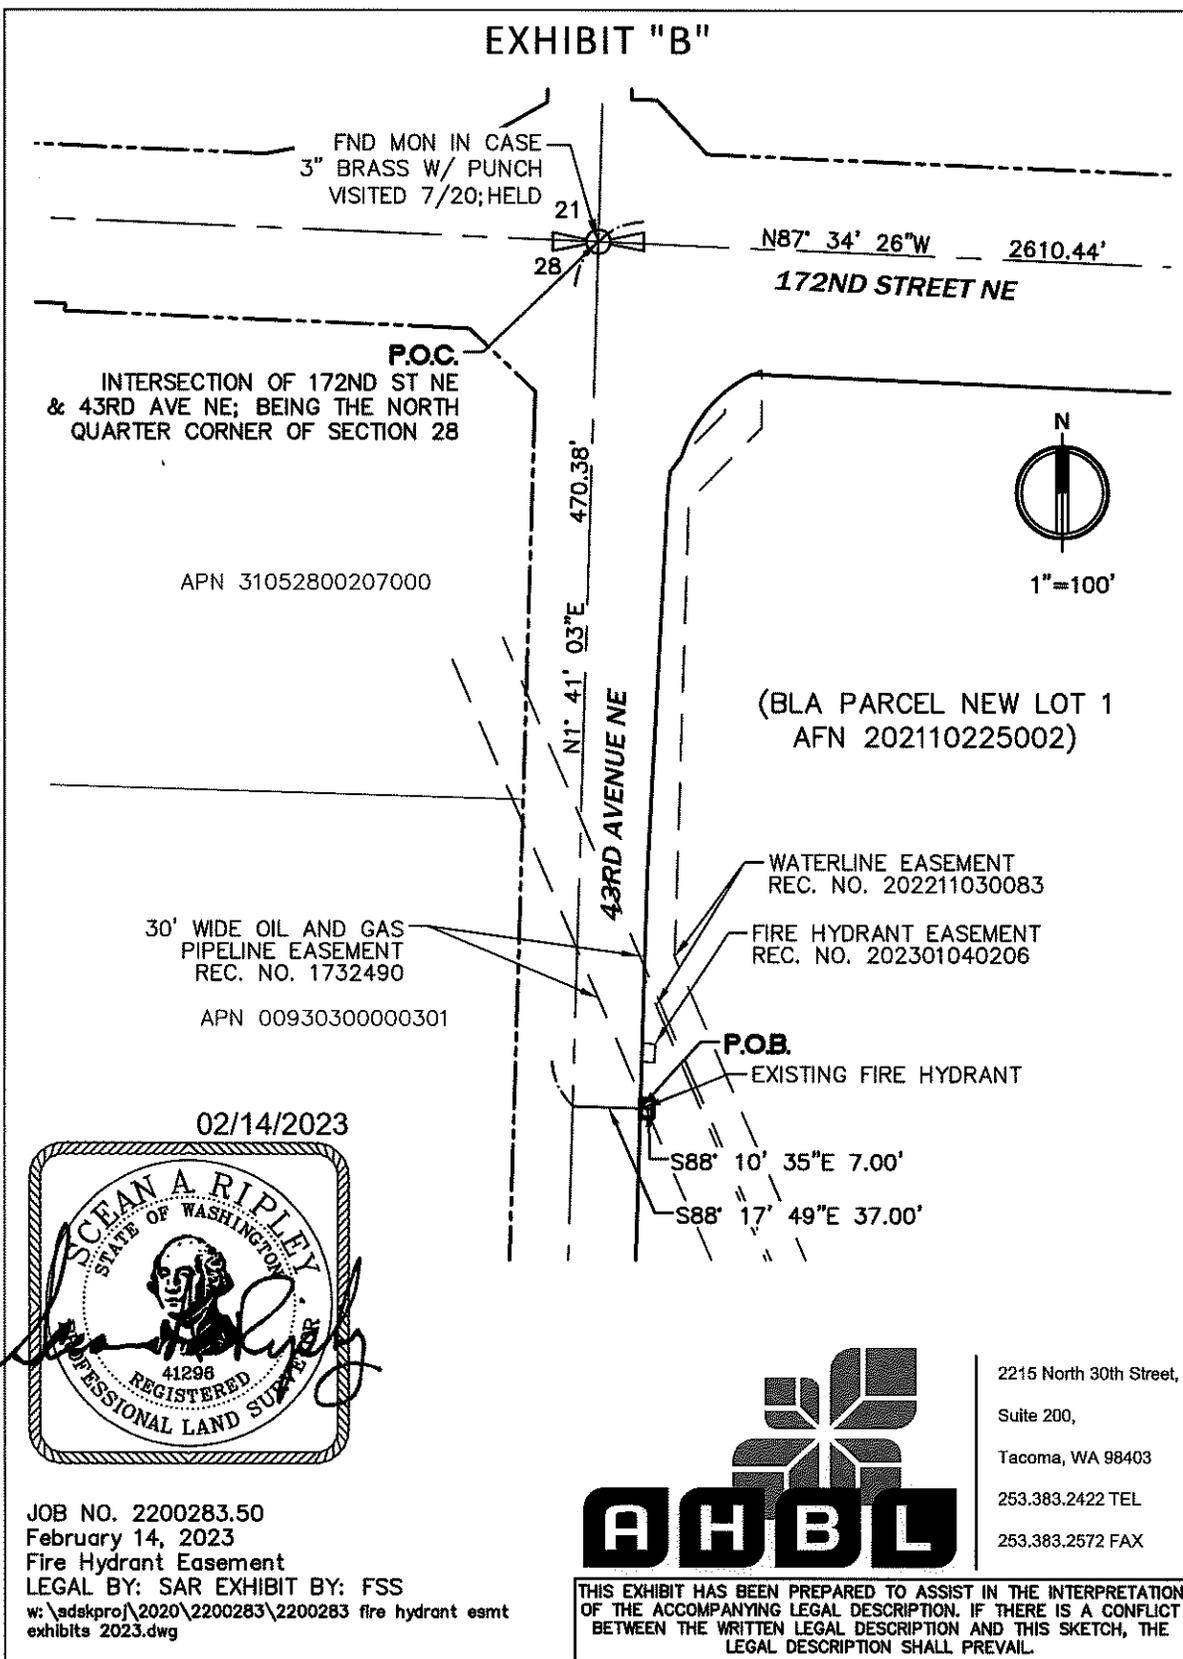 EXHIBIT "B"
FND MON IN CASE
3" BRASS W/ PUNCH
VISITED 7/20; HELD
21
28
N87° 34' 26"W 2610.44'
172ND STREET NE
P.O.C.
INTERSECTION OF 172ND ST NE
& 43RD AVE NE; BEING THE NORTH
QUARTER CORNER OF SECTION 28
N
1"=100'
470.38'
N1° 41' 03"E
43RD AVENUE NE
APN 31052800207000
(BLA PARCEL NEW LOT 1
AFN 202110225002)
WATERLINE EASEMENT
REC. NO. 202211030083
30' WIDE OIL AND GAS
PIPELINE EASEMENT
REC. NO. 1732490
FIRE HYDRANT EASEMENT
REC. NO. 202301040206
APN 00930300000301
P.O.B.
EXISTING FIRE HYDRANT
S88° 10' 35"E 7.00'
S88° 17' 49"E 37.00'
02/14/2023
SCEAN A. RIPLEY
STATE OF WASHINGTON
41296
REGISTERED
PROFESSIONAL LAND SURVEYOR
JOB NO. 2200283.50
February 14, 2023
Fire Hydrant Easement
LEGAL BY: SAR EXHIBIT BY: FSS
w:\sdskproj\2020\2200283\2200283 fire hydrant esmt
exhibits 2023.dwg
AHBL
2215 North 30th Street,
Suite 200,
Tacoma, WA 98403
253.383.2422 TEL
253.383.2572 FAX
THIS EXHIBIT HAS BEEN PREPARED TO ASSIST IN THE INTERPRETATION
OF THE ACCOMPANYING LEGAL DESCRIPTION. IF THERE IS A CONFLICT
BETWEEN THE WRITTEN LEGAL DESCRIPTION AND THIS SKETCH, THE
LEGAL DESCRIPTION SHALL PREVAIL.